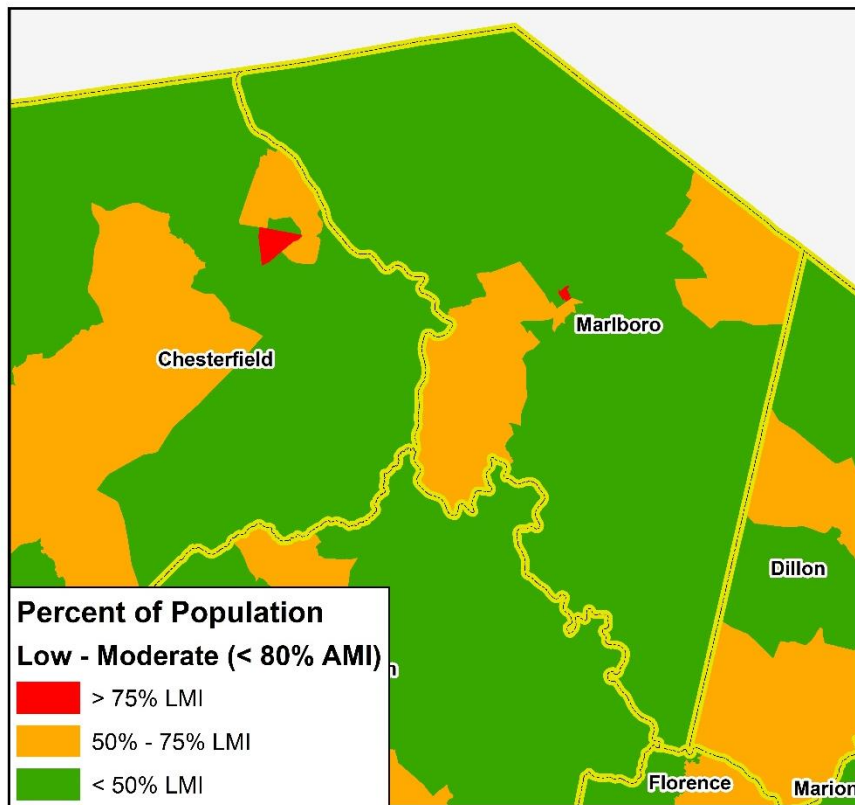 Marlboro
Chesterfield
Dillon
Percent of Population
Low - Moderate (< 80% AMI)
> 75% LMI
50% - 75% LMI
< 50% LMI
Florence
Marion